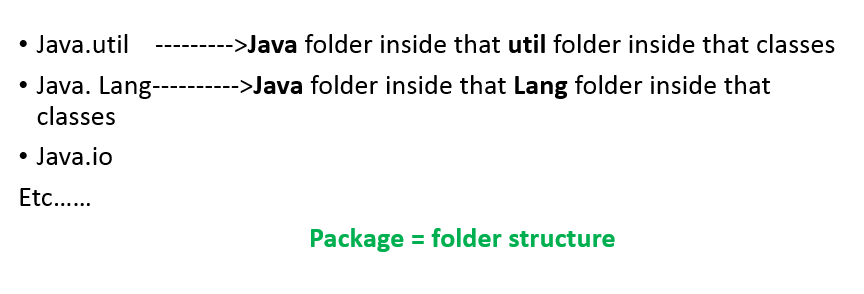 • Java.util --------->Java folder inside that util folder inside that classes
• Java. Lang---------->Java folder inside that Lang folder inside that
classes
• Java.io
Etc……
Package = folder structure